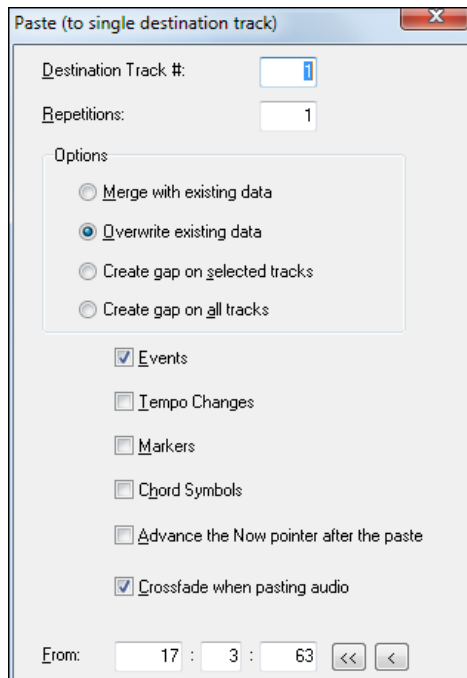 Paste (to single destination track)
Destination Track #: 1
Repetitions: 1
Options
Merge with existing data
Overwrite existing data
Create gap on selected tracks
Create gap on all tracks
Events
Tempo Changes
Markers
Chord Symbols
Advance the Now pointer after the paste
Crossfade when pasting audio
From: 17 : 3 : 63 << <